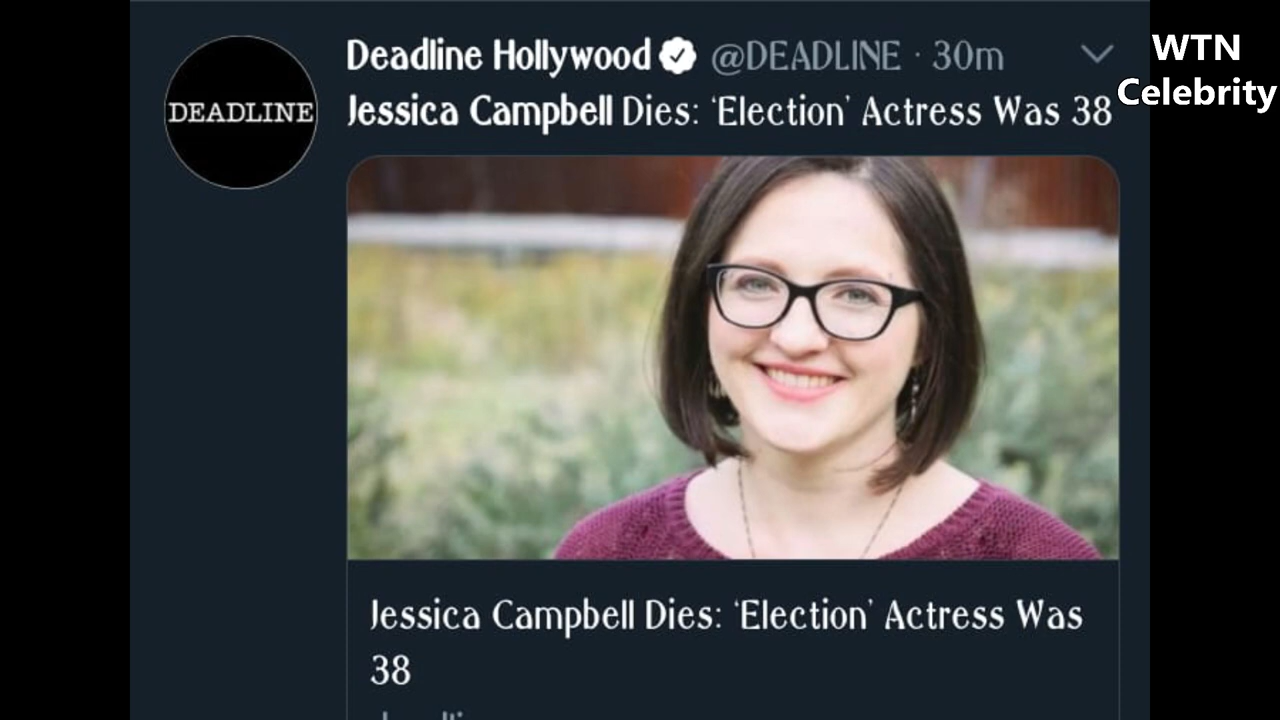 Deadline Hollywood @DEADLINE · 30m
DEADLINE
Jessica Campbell Dies: ‘Election’ Actress Was 38
WTN
Celebrity
Jessica Campbell Dies: ‘Election’ Actress Was
38